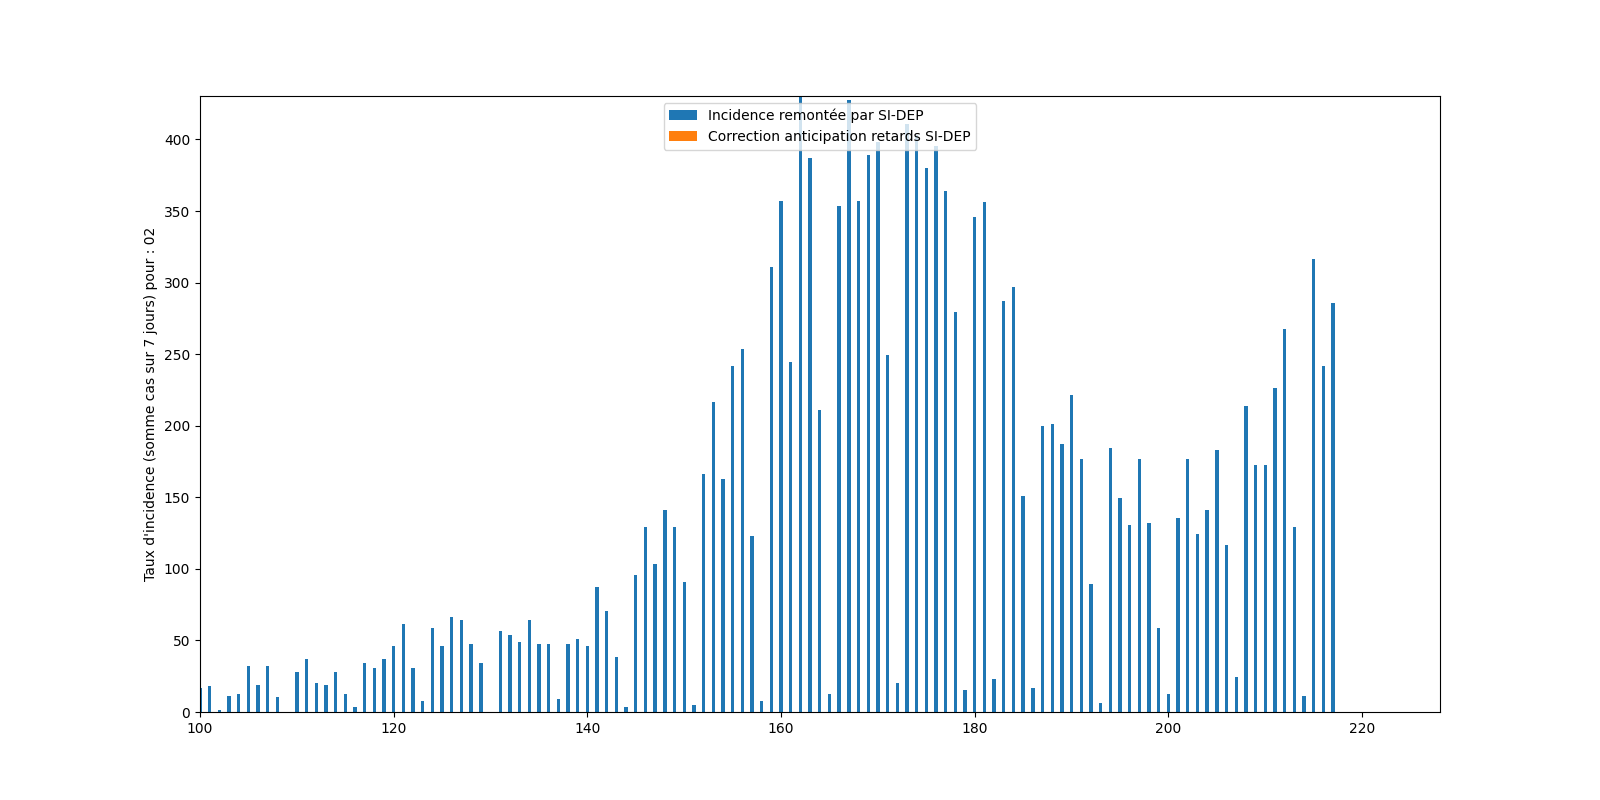 Incidence remontée par SI-DEP
Correction anticipation retards SI-DEP
Taux d'incidence (somme cas sur 7 jours) pour : 02
400
350
300
250
200
150
100
50
0
100 120 140 160 180 200 220